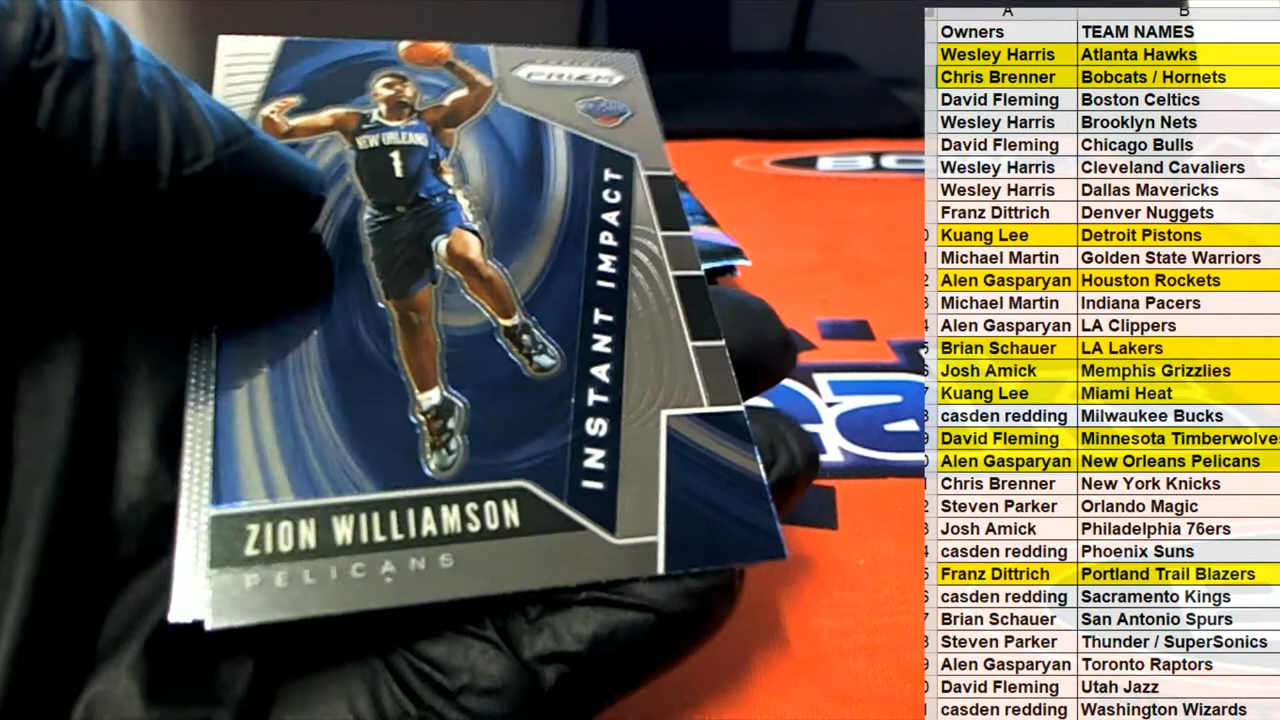 PRIZM
NEW ORLEANS
1
INSTANT IMPACT
ZION WILLIAMSON
PELICANS
A B
Owners TEAM NAMES
Wesley Harris Atlanta Hawks
Chris Brenner Bobcats / Hornets
David Fleming Boston Celtics
Wesley Harris Brooklyn Nets
David Fleming Chicago Bulls
Wesley Harris Cleveland Cavaliers
Wesley Harris Dallas Mavericks
Franz Dittrich Denver Nuggets
Kuang Lee Detroit Pistons
Michael Martin Golden State Warriors
Alen Gasparyan Houston Rockets
Michael Martin Indiana Pacers
Alen Gasparyan LA Clippers
Brian Schauer LA Lakers
Josh Amick Memphis Grizzlies
Kuang Lee Miami Heat
casden redding Milwaukee Bucks
David Fleming Minnesota Timberwolves
Alen Gasparyan New Orleans Pelicans
Chris Brenner New York Knicks
Steven Parker Orlando Magic
Josh Amick Philadelphia 76ers
casden redding Phoenix Suns
Franz Dittrich Portland Trail Blazers
casden redding Sacramento Kings
Brian Schauer San Antonio Spurs
Steven Parker Thunder / SuperSonics
Alen Gasparyan Toronto Raptors
David Fleming Utah Jazz
casden redding Washington Wizards